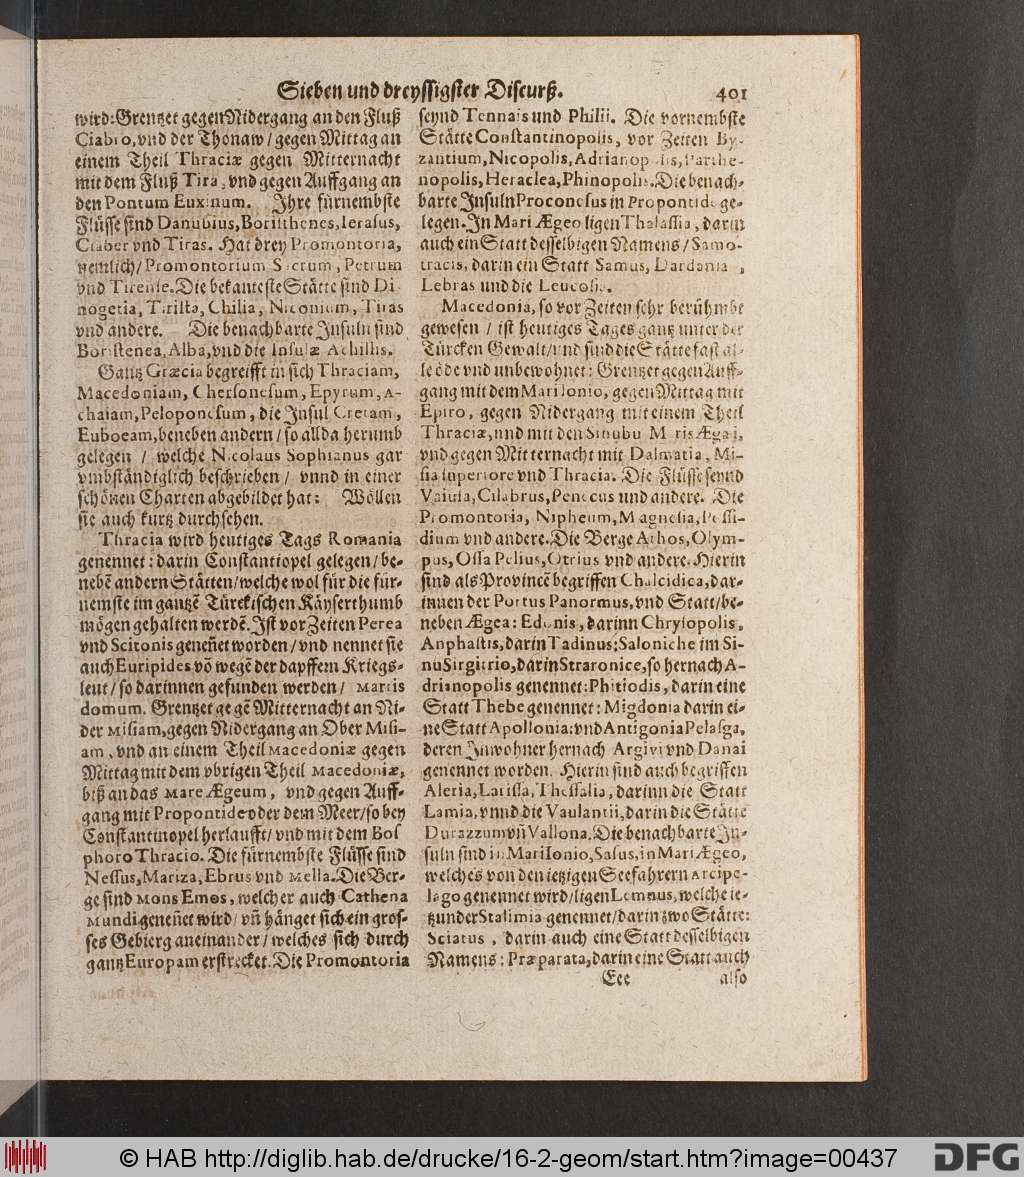 Sieben und dreyssigster Discurß. 401
wird: Grentzet gegen Nidergang an den Fluß
Ciabro, vnd der Thonaw / gegen Mittag an
einem Theil Thraciæ gegen Mitternacht
mit dem Fluß Tira, vnd gegen Auffgang an
den Pontum Euxinum. Ihre fürnembste
Flüsse sind Danubius, Boristhenes, Ierasus,
Ciaber vnd Tiras. Hat drey Promontoria,
nemlich / Promontorium Sacrum, Petrum
vnd Tirense. Die bekanteste Stätte sind Di-
nogetia, Tirista, Chilia, Niconium, Tiras
vnd andere. Die benachbarte Insuln sind
Boristenea, Alba, vnd die Insulæ Achillis.
Gantz Græcia begreifft in sich Thraciam,
Macedoniam, Chersonesum, Epyrum, A-
chaiam, Peloponesum, die Insul Cretam,
Euboeam, beneben andern / so allda herumb
gelegen / welche Nicolaus Sophianus gar
vmbständiglich beschrieben / vnnd in einer
schönen Charten abgebildet hat: Wöllen
sie auch kurtz durchsehen.
Thracia wird heutiges Tags Romania
genennet: darin Constantiopel gelegen / be-
nebē andern Stätten / welche wol für die für-
nemste im gantzē Türckischen Käyserthumb
mögen gehalten werdē. Ist vor Zeiten Perea
vnd Scitonis geneñet worden / vnd nennet sie
auch Euripides võ wegē der dapffern Kriegs-
leut / so darinnen gefunden werden / Martis
domum. Grentzet gegē Mitternacht an Ni-
der Misiam, gegen Nidergang an Ober Misi-
am, vnd an einem Theil Macedoniæ gegen
Mittag mit dem vbrigen Theil Macedoniæ,
biß an das Mare Ægeum, vnd gegen Auff-
gang mit Propontide oder dem Meer / so bey
Constantinopel herlaufft / vnd mit dem Bos
phoro Thracio. Die fürnembste Flüsse sind
Nessus, Mariza, Ebrus vnd Mella. Die Ber-
ge sind Mons Emos, welcher auch Cathena
Mundi geneñet wird / vñ hänget sich ein gros-
ses Gebierg aneinander / welches sich durch
gantz Europam erstrecket. Die Promontoria
seynd Tennais und Philii. Die vornembste
Stätte Constantinopolis, vor Zeiten By-
zantium, Nicopolis, Adrianopolis, Parthe-
nopolis, Heraclea, Phinopolis. Die benach-
barte Insuln Proconesus in Propontide ge-
legen. In Mari Ægeo ligen Thalassia, darin
auch ein Statt desselbigen Namens / Samo-
tracis, darin ein Statt Samus, Dardania,
Lebras und die Leucosie.
Macedonia, so vor Zeiten sehr berühmbt
gewesen / ist heutiges Tages gantz unter der
Türcken Gewalt / und sind die Stätte fast al-
le öde vnd unbewohnet: Grentzet gegen Auff-
gang mit dem Mari Ionio, gegen Mittag mit
Epiro, gegen Nidergang mit einem Theil
Thraciæ, und mit den Sinubu Maris Ægæi,
vnd gegen Mitternacht mit Dalmatia, Mi-
sia superiore vnd Thracia. Die Flüsse seynd
Vaiusa, Cilabrus, Penecus und andere. Die
Promontoria, Nipheum, Magnesia, Possi-
dium vnd andere. Die Berge Athos, Olym-
pus, Ossa Pelius, Otrius vnd andere. Hierin
sind als Provincē begriffen Chalcidica, dar-
innen der Portus Panormus, vnd Statt / be-
neben Ægea: Edonis, darinn Chrysopolis,
Anphastis, darin Tadinus; Saloniche im Si-
nu Sirgitrio, darin Straronice, so hernach A-
drianopolis genennet: Phitiodis, darin eine
Statt Thebe genennet: Migdonia darin ei-
ne Statt Apollonia: vnd Antigonia Pelasga,
deren Inwohner hernach Argivi vnd Danai
genennet worden. Hierin sind auch begriffen
Aleria, Larissa, Thessalia, darinn die Statt
Lamia, vnnd die Vaulantii, darin die Stätte
Durazzum vñ Vallona. Die benachbarte In-
suln sind in Mari Ionio, Sasus, in Mari Ægeo,
welches von den ietzigen Seefahrern Arcipe-
lago genennet wird / ligen Lemnus, welche ie-
tzunder Stalimia genennet / darin zwo Stätte:
Sciatus, darin auch eine Statt desselbigen
Namens: Præparata, darin eine Statt auch
Eee also
© HAB http://diglib.hab.de/drucke/16-2-geom/start.htm?image=00437
DFG